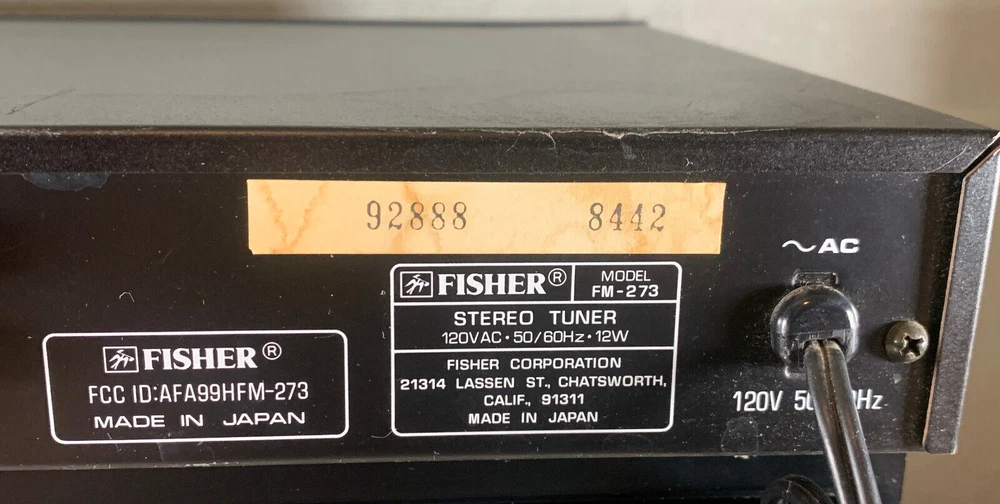 92888 8442
~AC
FISHER® MODEL FM-273
STEREO TUNER
120VAC·50/60Hz·12W
FISHER CORPORATION
21314 LASSEN ST., CHATSWORTH,
CALIF., 91311
MADE IN JAPAN
FISHER®
FCC ID:AFA99HFM-273
MADE IN JAPAN
120V